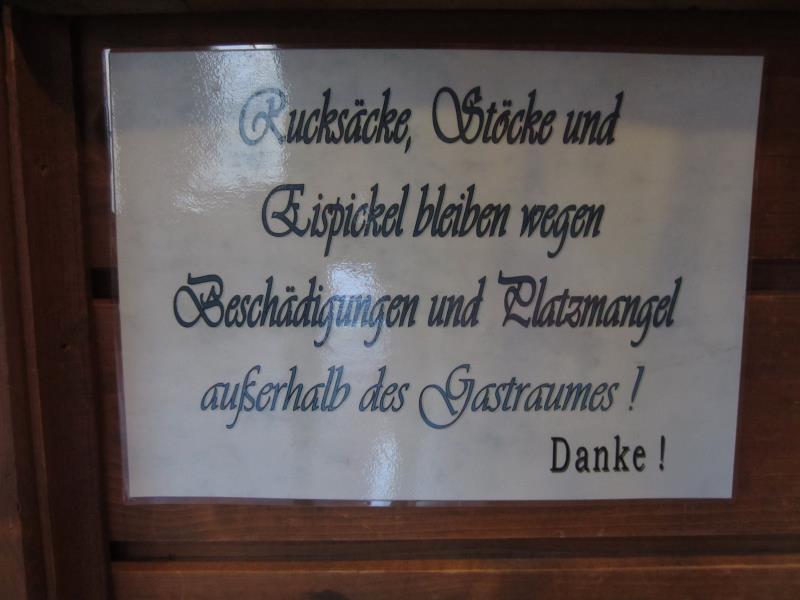 Rucksäcke, Stöcke und
Eispickel bleiben wegen
Beschädigungen und Platzmangel
außerhalb des Gastraumes !
Danke !